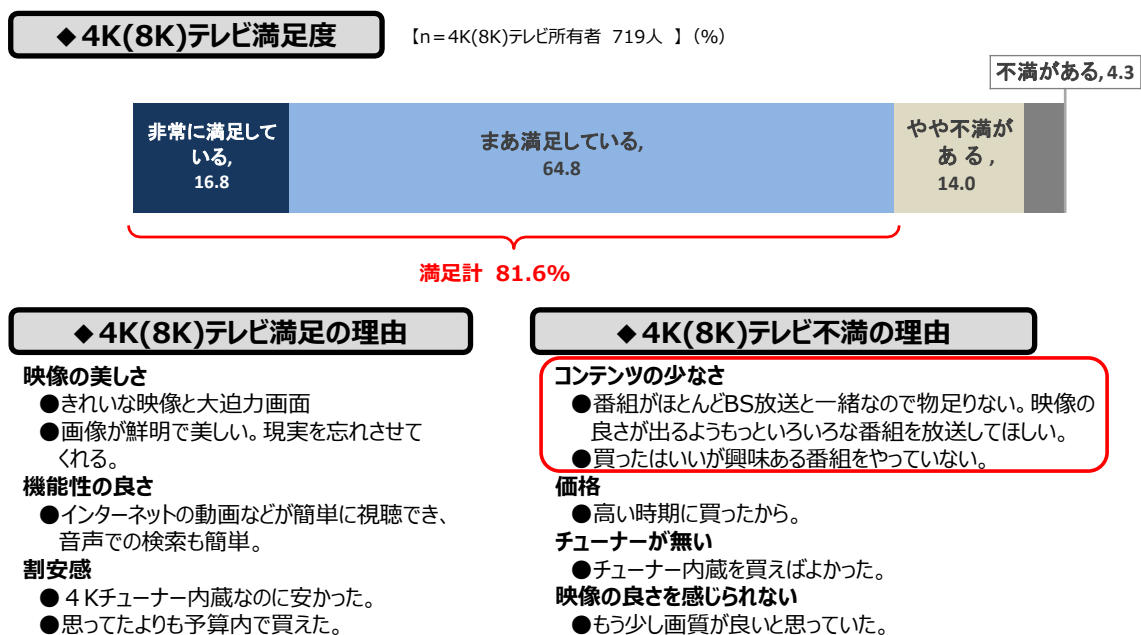 ◆4K(8K)テレビ満足度
【n＝4K(8K)テレビ所有者 719人 】(%)
不満がある, 4.3
非常に満足して
いる,
16.8
まあ満足している,
64.8
やや不満が
ある,
14.0
満足計 81.6%
◆4K(8K)テレビ満足の理由
映像の美しさ
●きれいな映像と大迫力画面
●画像が鮮明で美しい。現実を忘れさせて
くれる。
機能性の良さ
●インターネットの動画などが簡単に視聴でき、
音声での検索も簡単。
割安感
●４Kチューナー内蔵なのに安かった。
●思ってたよりも予算内で買えた。
◆4K(8K)テレビ不満の理由
コンテンツの少なさ
●番組がほとんどBS放送と一緒なので物足りない。映像の
良さが出るようもっといろいろな番組を放送してほしい。
●買ったはいいが興味ある番組をやっていない。
価格
●高い時期に買ったから。
チューナーが無い
●チューナー内蔵を買えばよかった。
映像の良さを感じられない
●もう少し画質が良いと思っていた。